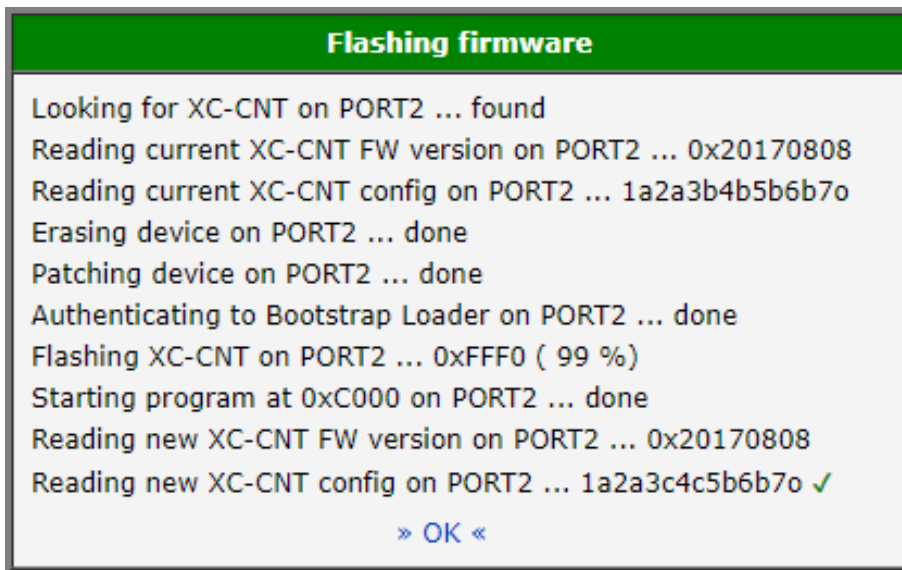 Flashing firmware
Looking for XC-CNT on PORT2 ... found
Reading current XC-CNT FW version on PORT2 ... 0x20170808
Reading current XC-CNT config on PORT2 ... 1a2a3b4b5b6b7o
Erasing device on PORT2 ... done
Patching device on PORT2 ... done
Authenticating to Bootstrap Loader on PORT2 ... done
Flashing XC-CNT on PORT2 ... 0xFFF0 ( 99 %)
Starting program at 0xC000 on PORT2 ... done
Reading new XC-CNT FW version on PORT2 ... 0x20170808
Reading new XC-CNT config on PORT2 ... 1a2a3c4c5b6b7o ✓
» OK «